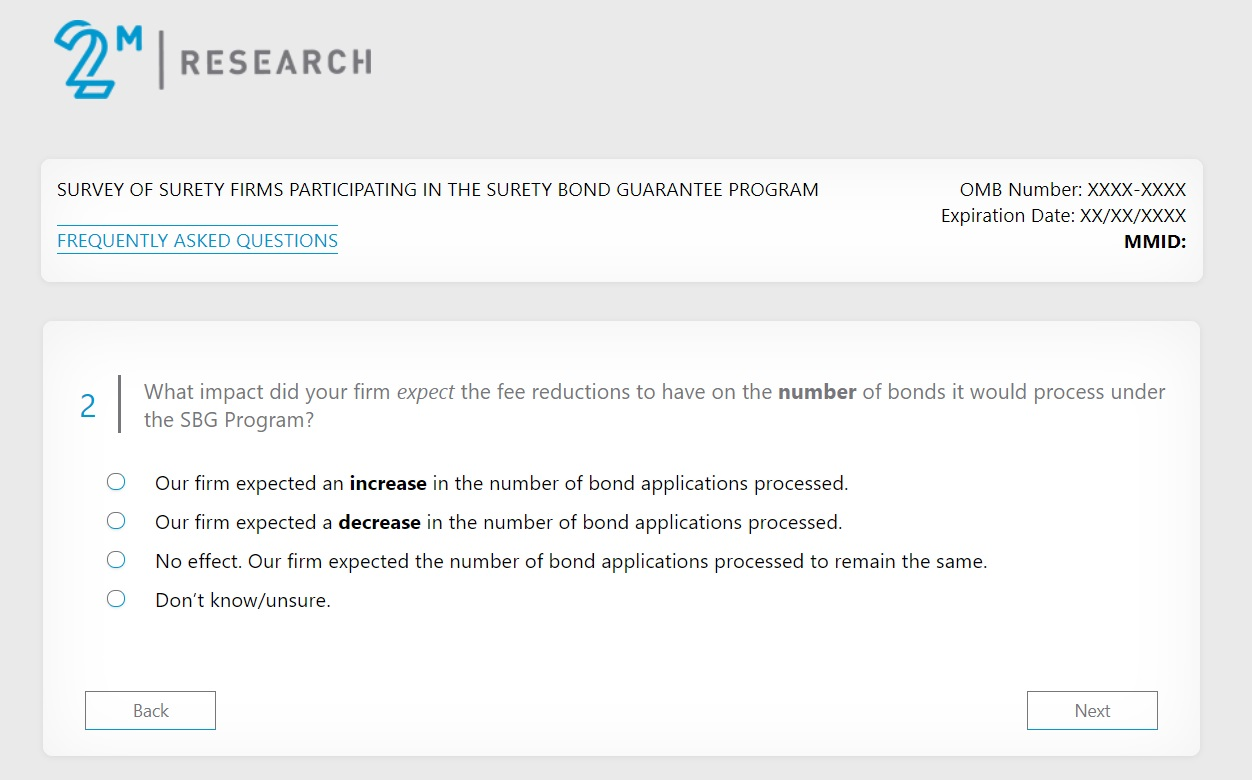 2M | RESEARCH
SURVEY OF SURETY FIRMS PARTICIPATING IN THE SURETY BOND GUARANTEE PROGRAM
FREQUENTLY ASKED QUESTIONS
OMB Number: XXXX-XXXX
Expiration Date: XX/XX/XXXX
MMID:
2
What impact did your firm expect the fee reductions to have on the number of bonds it would process under
the SBG Program?
Our firm expected an increase in the number of bond applications processed.
Our firm expected a decrease in the number of bond applications processed.
No effect. Our firm expected the number of bond applications processed to remain the same.
Don’t know/unsure.
Back
Next